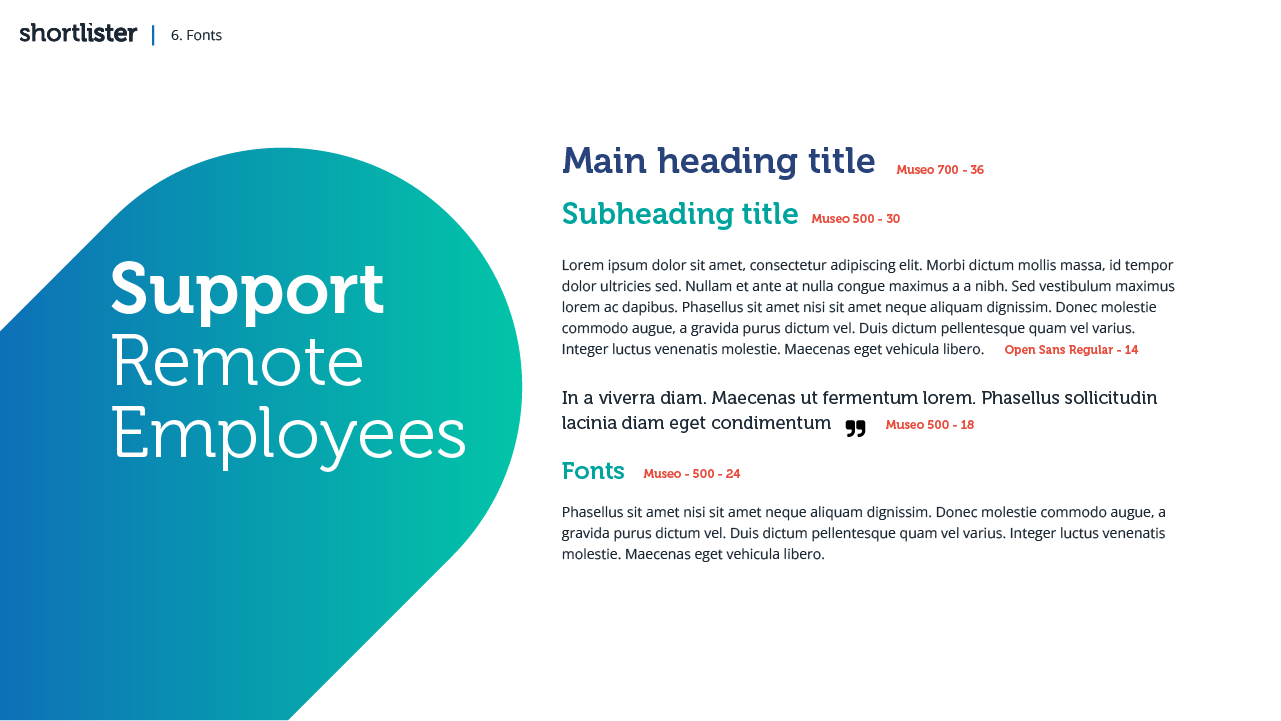 shortlister | 6. Fonts
Support
Remote
Employees
Main heading title Museo 700 - 36
Subheading title Museo 500 - 30
Lorem ipsum dolor sit amet, consectetur adipiscing elit. Morbi dictum mollis massa, id tempor
dolor ultricies sed. Nullam et ante at nulla congue maximus a a nibh. Sed vestibulum maximus
lorem ac dapibus. Phasellus sit amet nisi sit amet neque aliquam dignissim. Donec molestie
commodo augue, a gravida purus dictum vel. Duis dictum pellentesque quam vel varius.
Integer luctus venenatis molestie. Maecenas eget vehicula libero. Open Sans Regular - 14
In a viverra diam. Maecenas ut fermentum lorem. Phasellus sollicitudin
lacinia diam eget condimentum ” Museo 500 - 18
Fonts Museo - 500 - 24
Phasellus sit amet nisi sit amet neque aliquam dignissim. Donec molestie commodo augue, a
gravida purus dictum vel. Duis dictum pellentesque quam vel varius. Integer luctus venenatis
molestie. Maecenas eget vehicula libero.